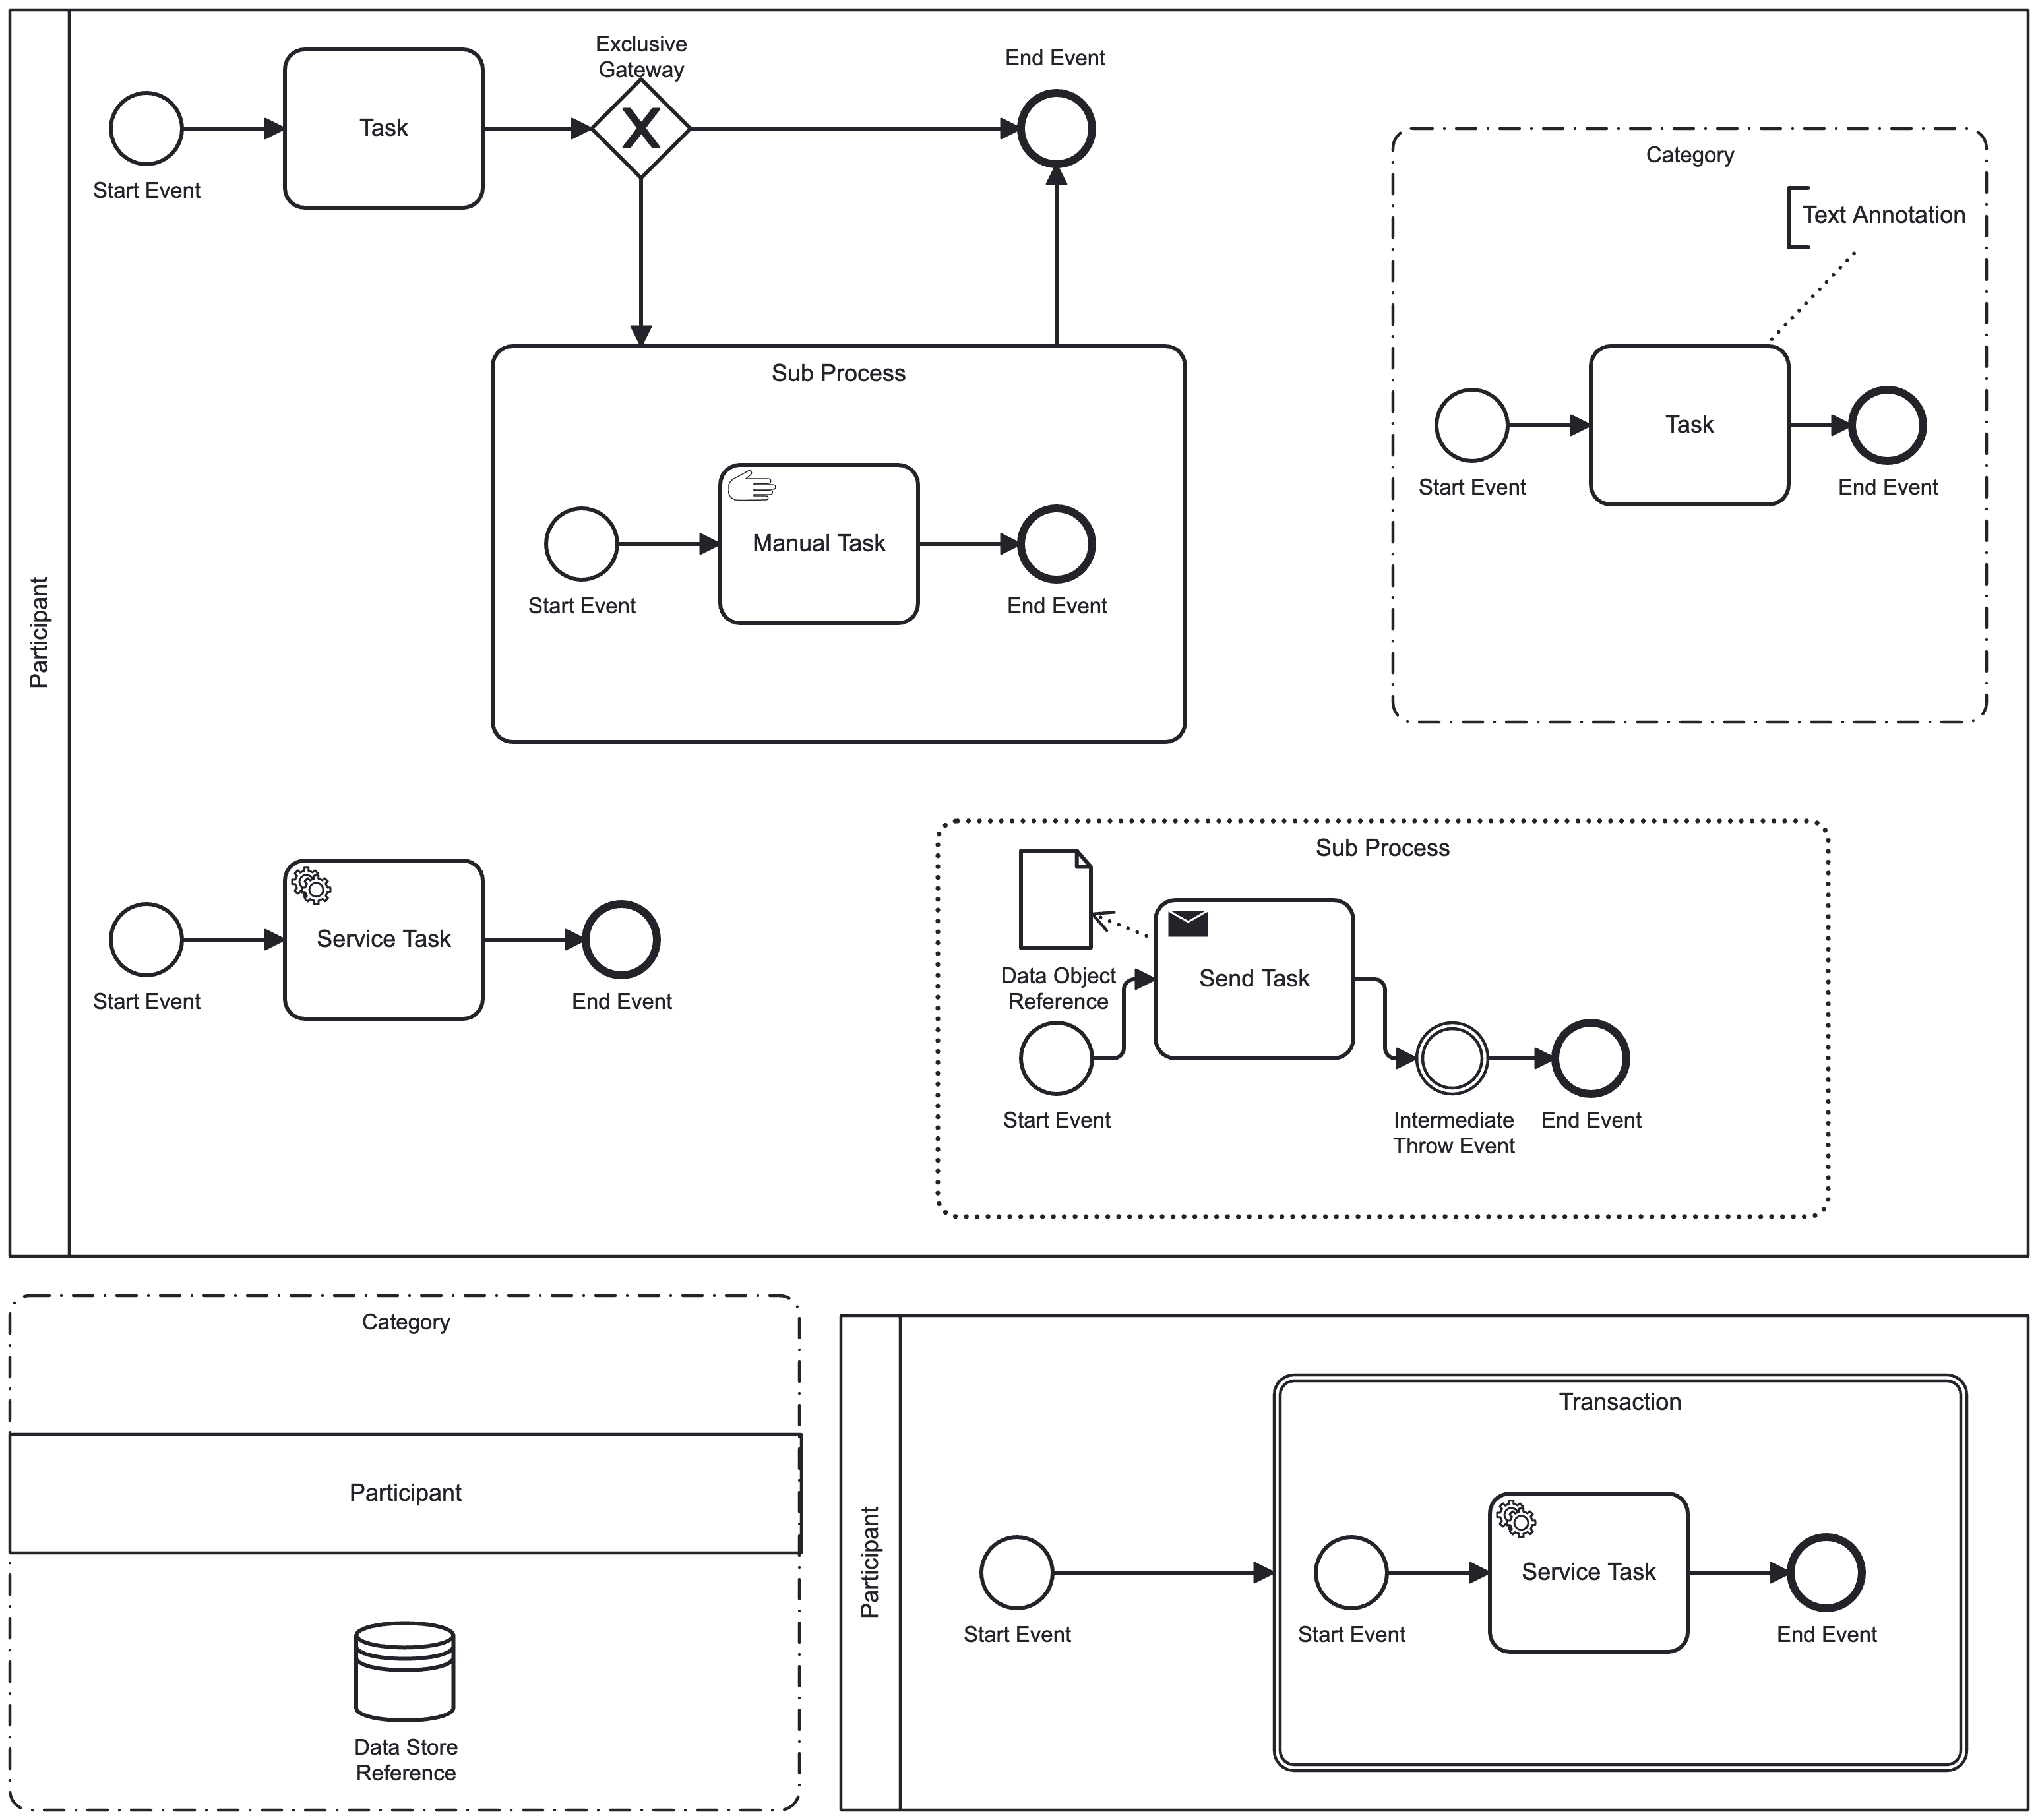 Participant
Start Event
Task
Exclusive
Gateway
X
End Event
Sub Process
Start Event
Manual Task
End Event
Category
Text Annotation
Start Event
Task
End Event
Start Event
Service Task
End Event
Sub Process
Data Object
Reference
Start Event
Send Task
Intermediate
Throw Event
End Event
Category
Participant
Data Store
Reference
Participant
Start Event
Transaction
Start Event
Service Task
End Event